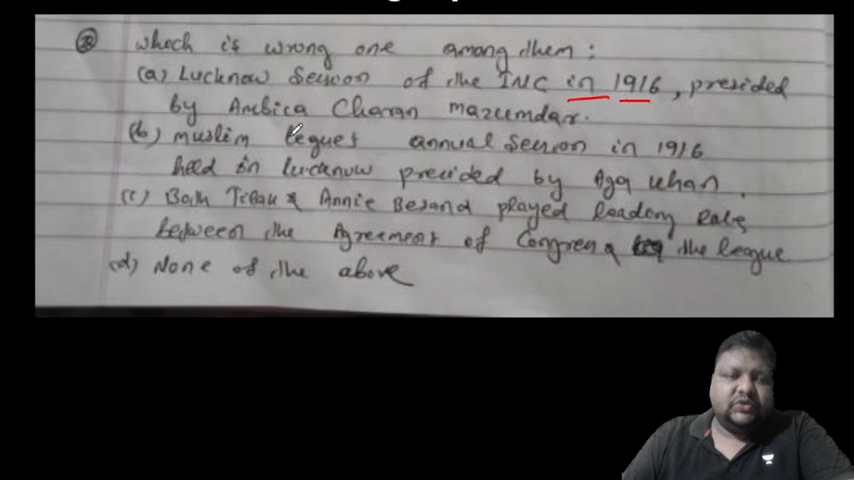 which is wrong one among them :
(a) Lucknow Session of the INC in 1916, presided
by Ambica Charan mazumdar.
(b) muslim legues annual Session in 1916
held in lucknow presided by Aga khan.
(c) Both Tilak & Annie Besand played leading Role
between the Agreement of Congress & the league
(d) None of the above